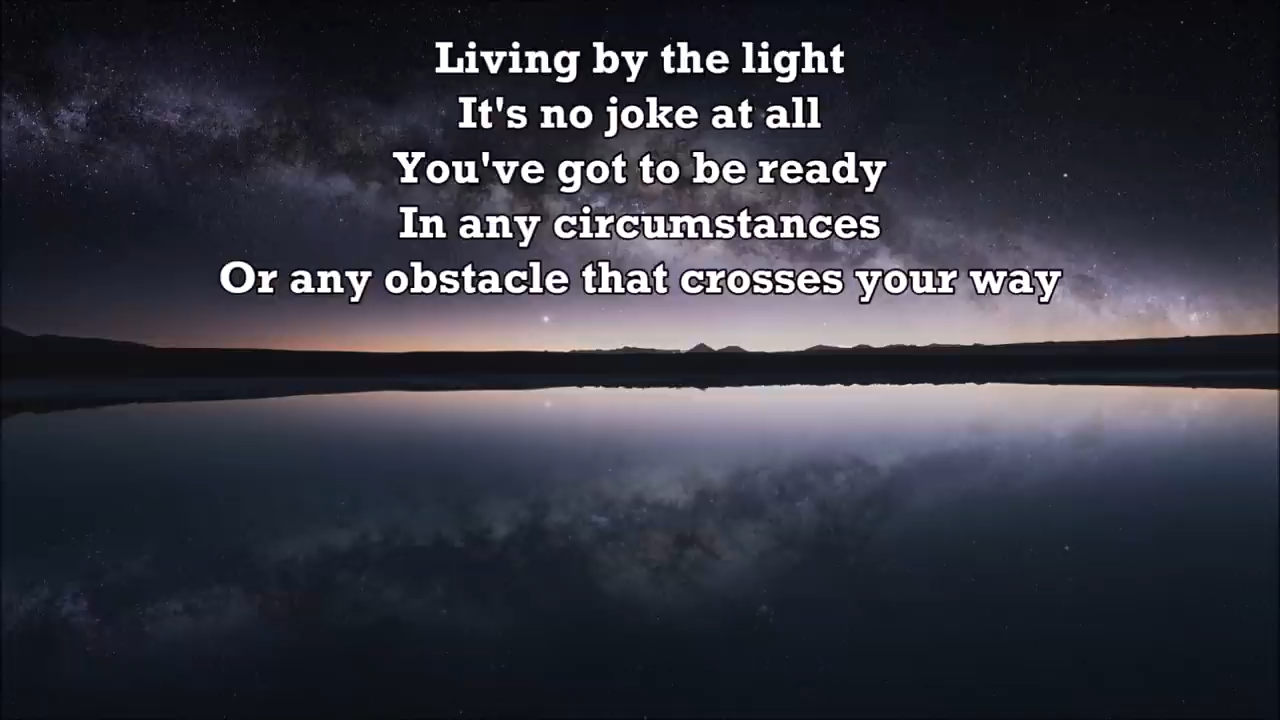 Living by the light
It's no joke at all
You've got to be ready
In any circumstances
Or any obstacle that crosses your way